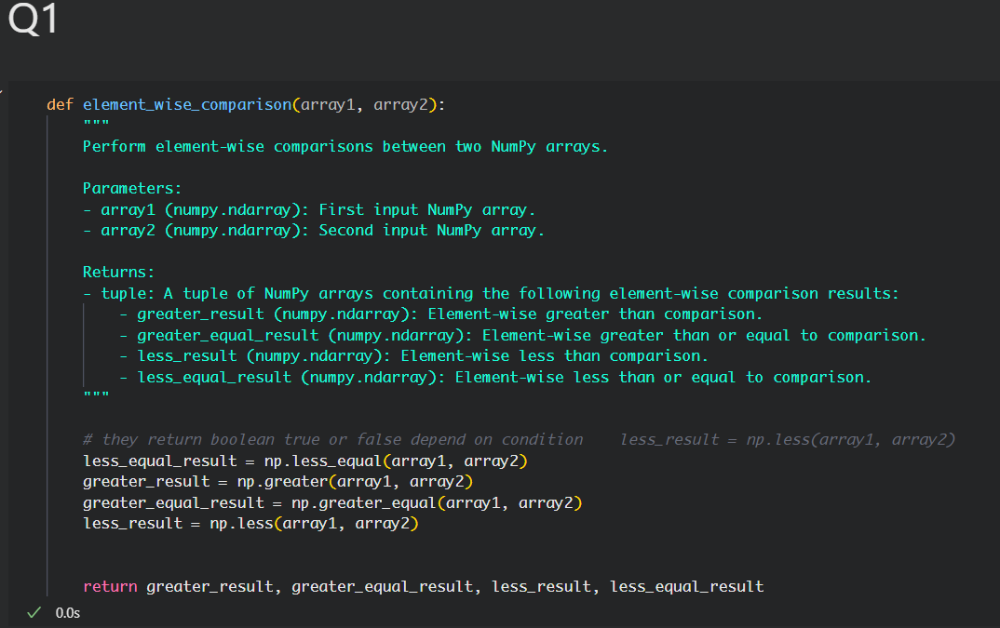 Q1
def element_wise_comparison(array1, array2):
"""
Perform element-wise comparisons between two NumPy arrays.
Parameters:
- array1 (numpy.ndarray): First input NumPy array.
- array2 (numpy.ndarray): Second input NumPy array.
Returns:
- tuple: A tuple of NumPy arrays containing the following element-wise comparison results:
- greater_result (numpy.ndarray): Element-wise greater than comparison.
- greater_equal_result (numpy.ndarray): Element-wise greater than or equal to comparison.
- less_result (numpy.ndarray): Element-wise less than comparison.
- less_equal_result (numpy.ndarray): Element-wise less than or equal to comparison.
"""
# they return boolean true or false depend on condition    less_result = np.less(array1, array2)
less_equal_result = np.less_equal(array1, array2)
greater_result = np.greater(array1, array2)
greater_equal_result = np.greater_equal(array1, array2)
less_result = np.less(array1, array2)
return greater_result, greater_equal_result, less_result, less_equal_result
0.0s